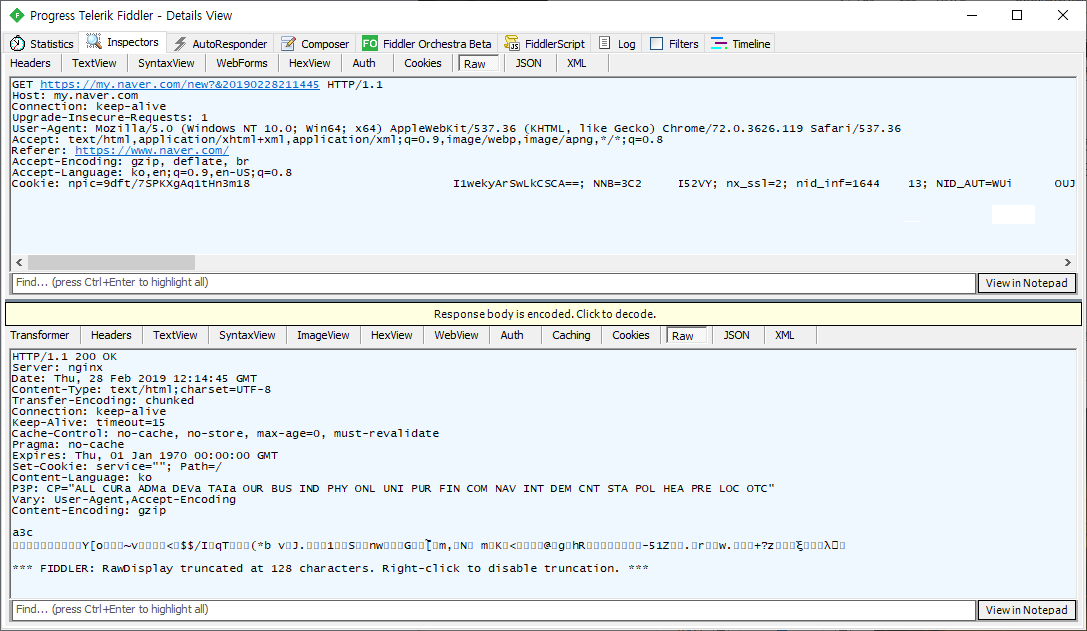 Progress Telerik Fiddler - Details View
Statistics Inspectors AutoResponder Composer FO Fiddler Orchestra Beta FiddlerScript Log Filters Timeline
Headers TextView SyntaxView WebForms HexView Auth Cookies Raw JSON XML
GET https://my.naver.com/new?&20190228211445 HTTP/1.1
Host: my.naver.com
Connection: keep-alive
Upgrade-Insecure-Requests: 1
User-Agent: Mozilla/5.0 (Windows NT 10.0; Win64; x64) AppleWebKit/537.36 (KHTML, like Gecko) Chrome/72.0.3626.119 Safari/537.36
Accept: text/html,application/xhtml+xml,application/xml;q=0.9,image/webp,image/apng,*/*;q=0.8
Referer: https://www.naver.com/
Accept-Encoding: gzip, deflate, br
Accept-Language: ko,en;q=0.9,en-US;q=0.8
Cookie: npic=9dft/7SPKXgAq1tHn3m18 I1wekyArSwLkCSCA==; NNB=3C2 I52VY; nx_ssl=2; nid_inf=1644 13; NID_AUT=WUi OUJ
Find... (press Ctrl+Enter to highlight all) View in Notepad
Response body is encoded. Click to decode.
Transformer Headers TextView SyntaxView ImageView HexView WebView Auth Caching Cookies Raw JSON XML
HTTP/1.1 200 OK
Server: nginx
Date: Thu, 28 Feb 2019 12:14:45 GMT
Content-Type: text/html;charset=UTF-8
Transfer-Encoding: chunked
Connection: keep-alive
Keep-Alive: timeout=15
Cache-Control: no-cache, no-store, max-age=0, must-revalidate
Pragma: no-cache
Expires: Thu, 01 Jan 1970 00:00:00 GMT
Set-Cookie: service=""; Path=/
Content-Language: ko
P3P: CP="ALL CURa ADMa DEVa TAIa OUR BUS IND PHY ONL UNI PUR FIN COM NAV INT DEM CNT STA POL HEA PRE LOC OTC"
Vary: User-Agent,Accept-Encoding
Content-Encoding: gzip
a3c
*** FIDDLER: RawDisplay truncated at 128 characters. Right-click to disable truncation. ***
Find... (press Ctrl+Enter to highlight all) View in Notepad